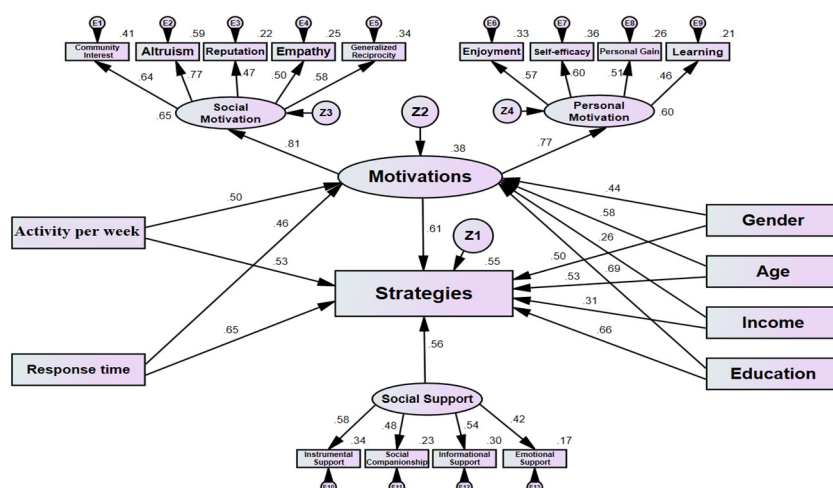 E1 E2 E3 E4 E5 E6 E7 E8 E9
.41 .59 .22 .25 .34 .33 .36 .26 .21
Community
Interest
Altruism
Reputation
Empathy
Generalized
Reciprocity
Enjoyment
Self-efficacy
Personal Gain
Learning
.64 .77 .47 .50 .58 .57 .60 .51 .46
.65
Social
Motivation
Z3
Z2
Z4
Personal
Motivation
.60
.81
.38
.77
Motivations
.50
.46
.44
.58
.26
.69
Activity per week
.61
Z1
Gender
.53
.55
.50
.53
Age
Strategies
.31
Income
.65
.66
.56
Response time
Education
Social Support
.58 .48 .54 .42
.34 .23 .30 .17
Instrumental
Support
Social
Companionship
Informational
Support
Emotional
Support
E10 E11 E12 E13